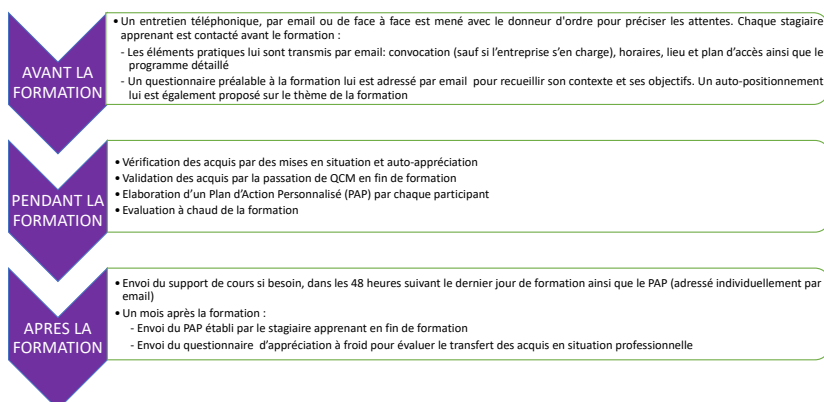 AVANT LA
FORMATION
• Un entretien téléphonique, par email ou de face à face est mené avec le donneur d'ordre pour préciser les attentes. Chaque stagiaire
apprenant est contacté avant la formation :
- Les éléments pratiques lui sont transmis par email: convocation (sauf si l'entreprise s'en charge), horaires, lieu et plan d'accès ainsi que le
programme détaillé
- Un questionnaire préalable à la formation lui est adressé par email pour recueillir son contexte et ses objectifs. Un auto-positionnement
lui est également proposé sur le thème de la formation
PENDANT LA
FORMATION
• Vérification des acquis par des mises en situation et auto-appréciation
• Validation des acquis par la passation de QCM en fin de formation
• Elaboration d'un Plan d'Action Personnalisé (PAP) par chaque participant
• Evaluation à chaud de la formation
APRES LA
FORMATION
• Envoi du support de cours si besoin, dans les 48 heures suivant le dernier jour de formation ainsi que le PAP (adressé individuellement par
email)
• Un mois après la formation :
- Envoi du PAP établi par le stagiaire apprenant en fin de formation
- Envoi du questionnaire d'appréciation à froid pour évaluer le transfert des acquis en situation professionnelle